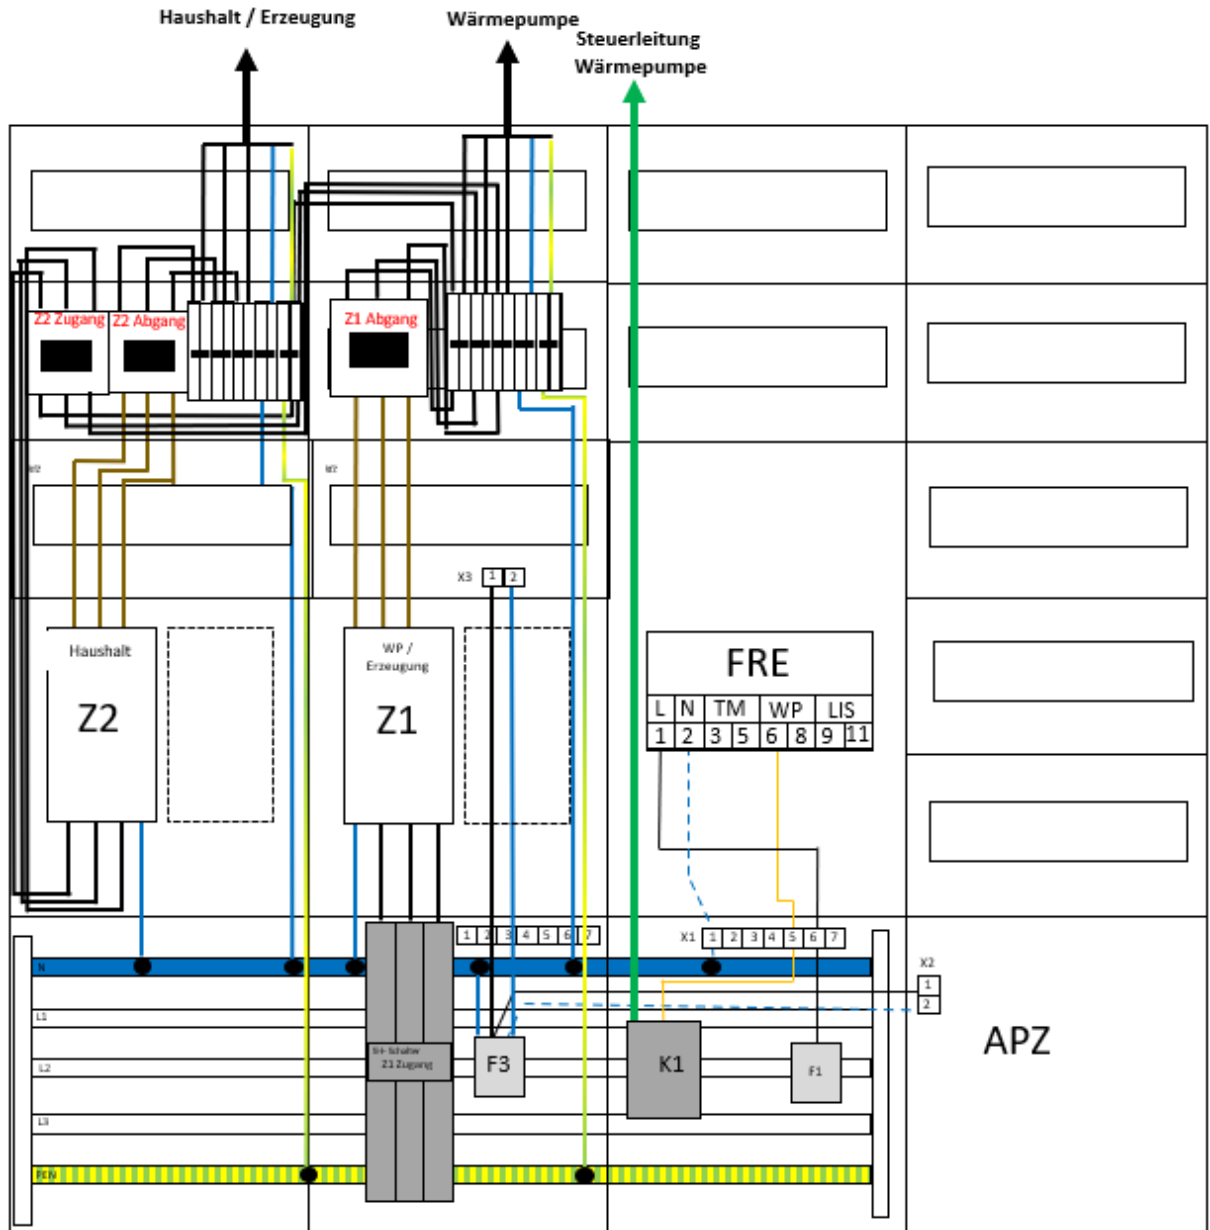 Haushalt / Erzeugung
Wärmepumpe
Steuerleitung
Wärmepumpe
Z2 Zugang
Z2 Abgang
Z1 Abgang
X3
1 2
Haushalt
Z2
WP /
Erzeugung
Z1
FRE
L N TM WP LIS
1 2 3 5 6 8 9 11
1 2 3 4 5 6 7
X1 1 2 3 4 5 6 7
N
X2
1
2
L1
L2
L3
PEN
SH- Schalter
Z1 Zugang
F3
K1
F1
APZ